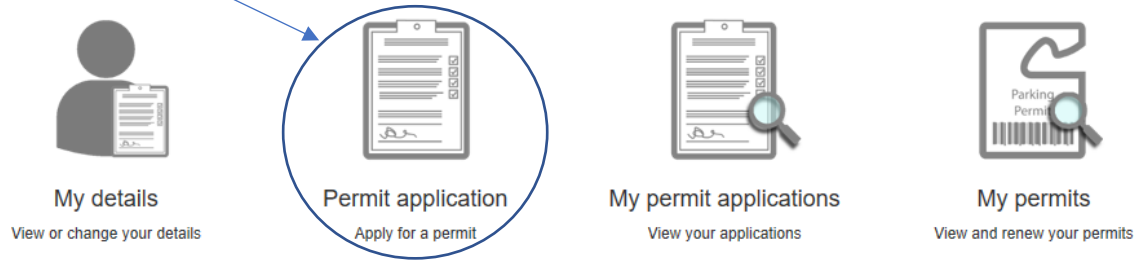 Parking
Permit
My details
Permit application
My permit applications
My permits
View or change your details
Apply for a permit
View your applications
View and renew your permits